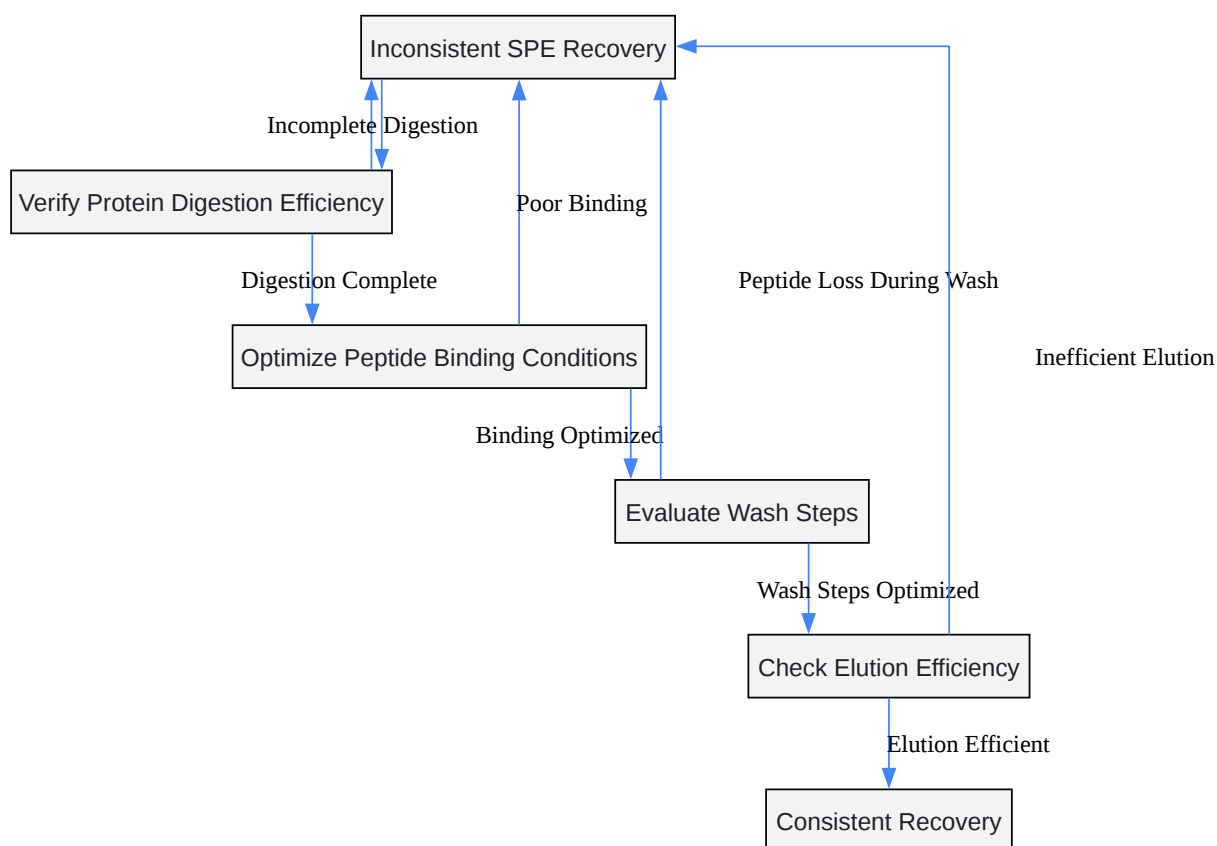 Inconsistent SPE Recovery
Incomplete Digestion
Verify Protein Digestion Efficiency
Poor Binding
Digestion Complete
Peptide Loss During Wash
Optimize Peptide Binding Conditions
Inefficient Elution
Binding Optimized
Evaluate Wash Steps
Wash Steps Optimized
Check Elution Efficiency
Elution Efficient
Consistent Recovery